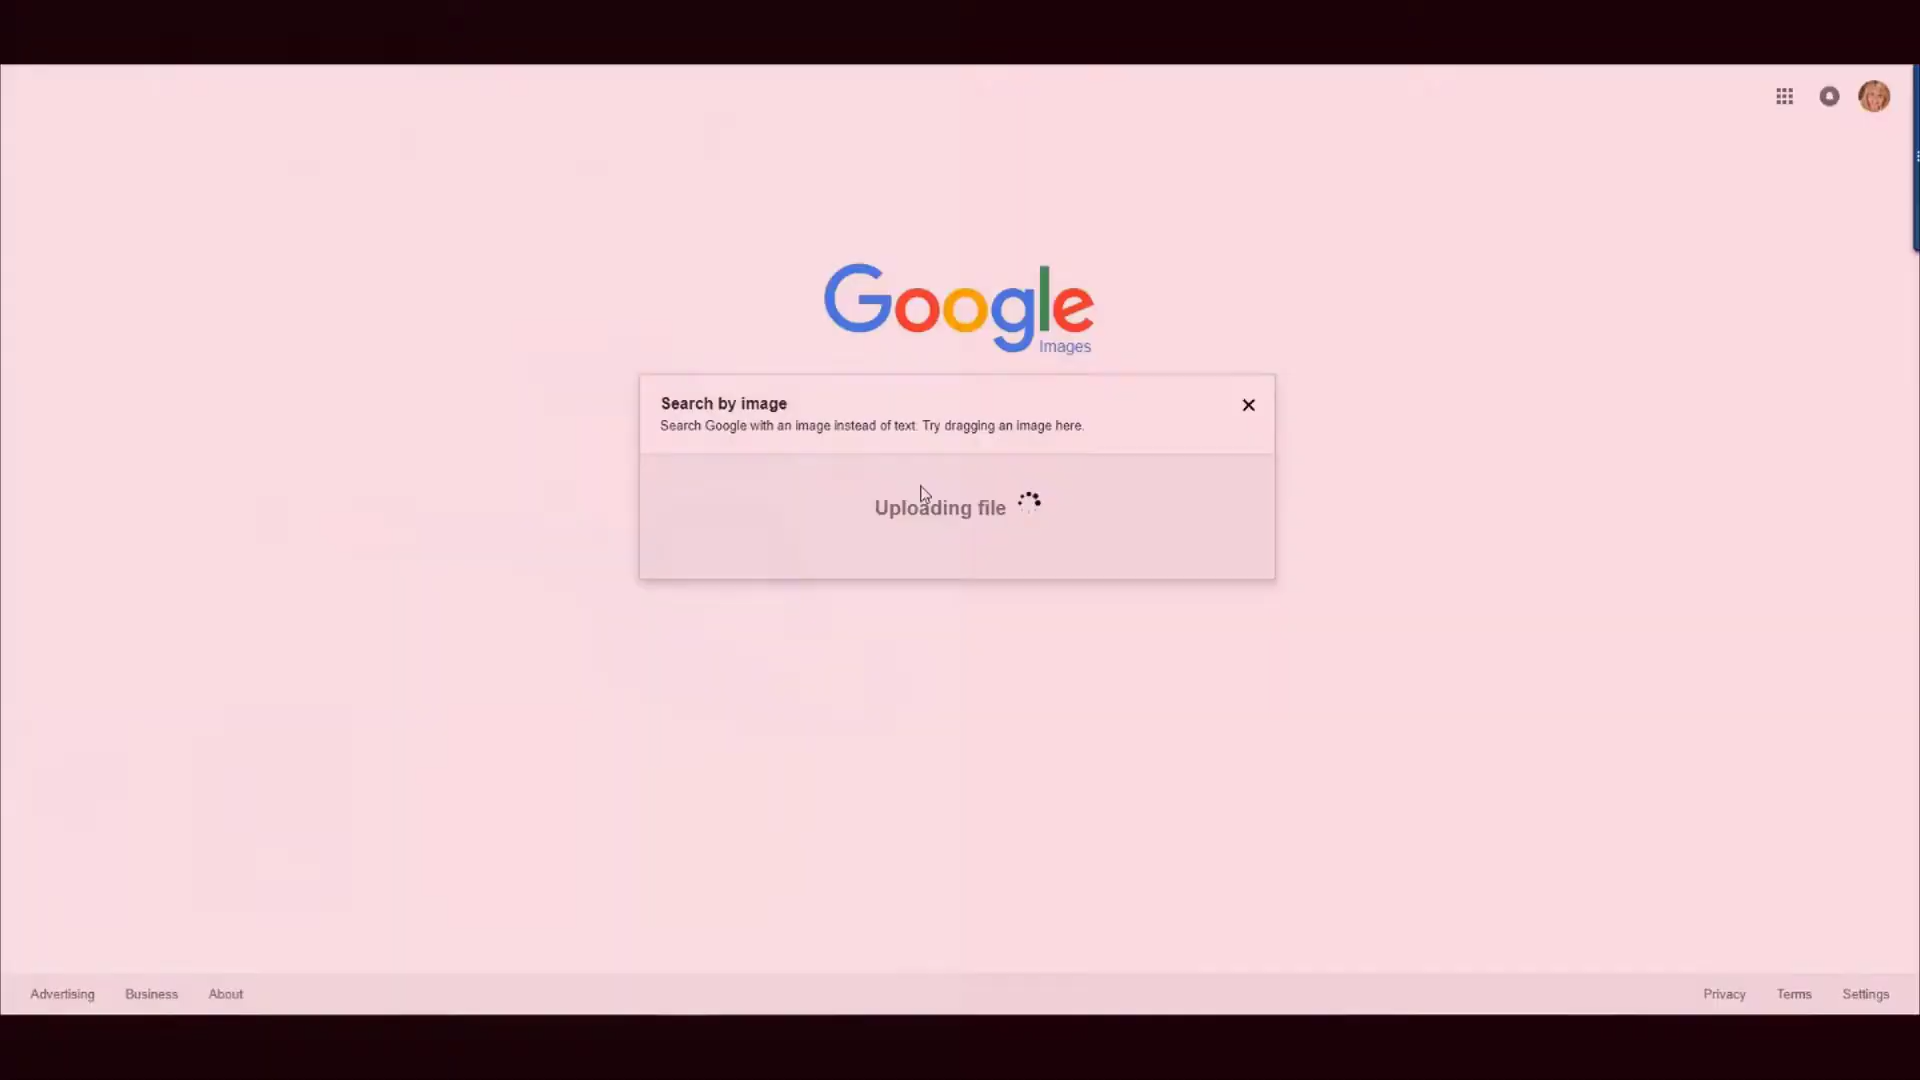 Google
Images
Search by image
Search Google with an image instead of text. Try dragging an image here.
Uploading file
Advertising Business About
Privacy Terms Settings